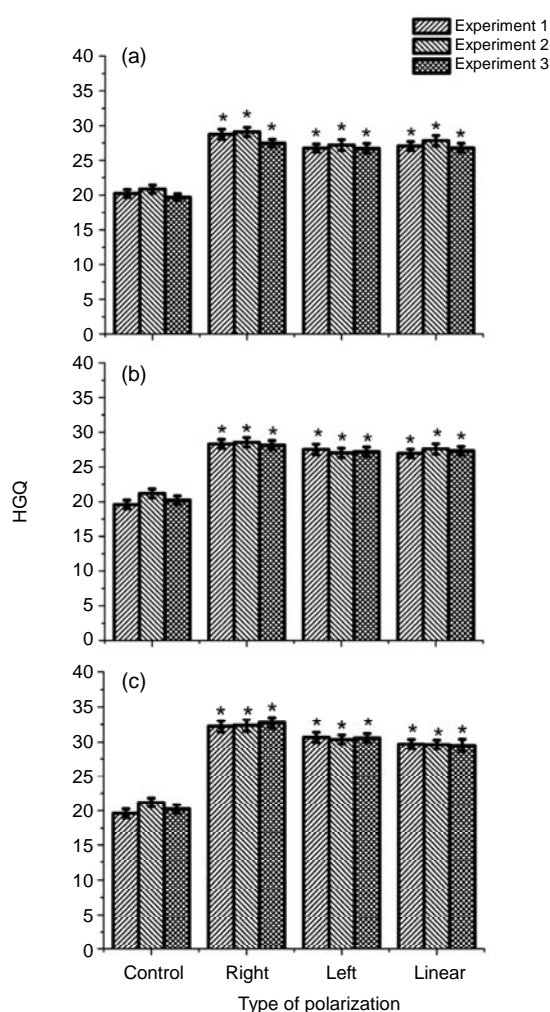 Experiment 1
Experiment 2
Experiment 3
(a)
40
35
30
25
20
15
10
5
0
* * * * * * * * *
(b)
40
35
30
25
20
15
10
5
0
* * * * * * * * *
HGQ
(c)
40
35
30
25
20
15
10
5
0
* * * * * * * * *
Control Right Left Linear
Type of polarization